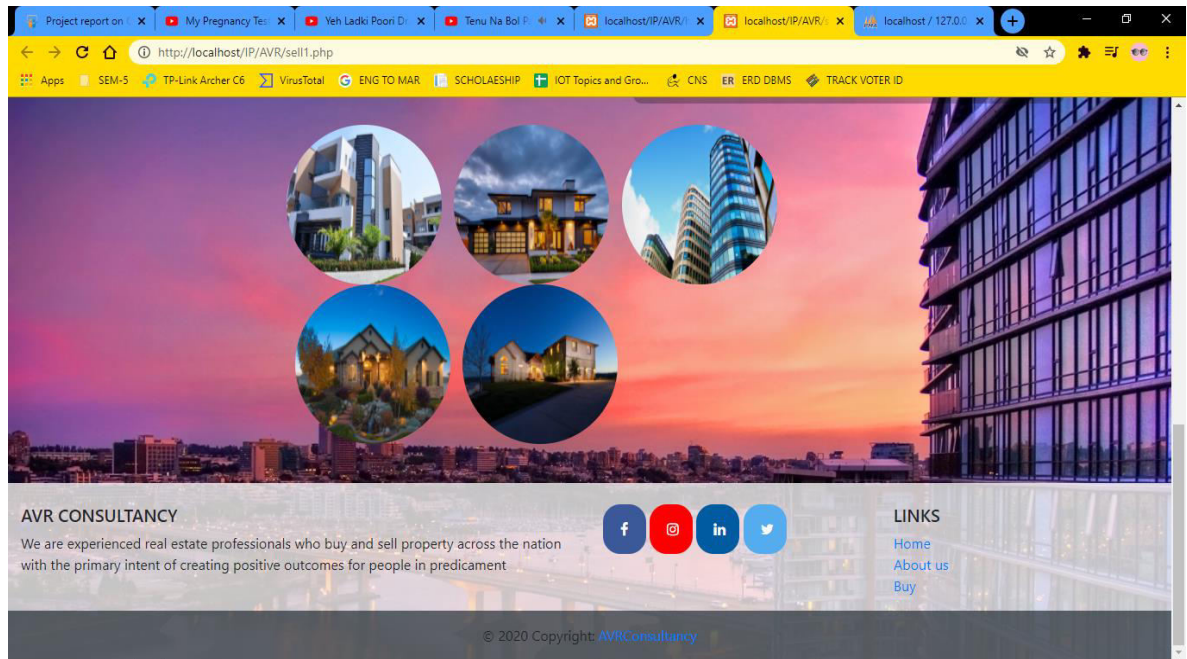 Project report on
My Pregnancy Tes
Yeh Ladki Poori Dr
Tenu Na Bol P
localhost/IP/AVR/
localhost/IP/AVR/s
localhost / 127.0.0
http://localhost/IP/AVR/sell1.php
Apps SEM-5 TP-Link Archer C6 VirusTotal ENG TO MAR SCHOLAESHIP IOT Topics and Gro... CNS ER ERD DBMS TRACK VOTER ID
AVR CONSULTANCY
We are experienced real estate professionals who buy and sell property across the nation
with the primary intent of creating positive outcomes for people in predicament
LINKS
Home
About us
Buy
© 2020 Copyright: AVRConsultancy